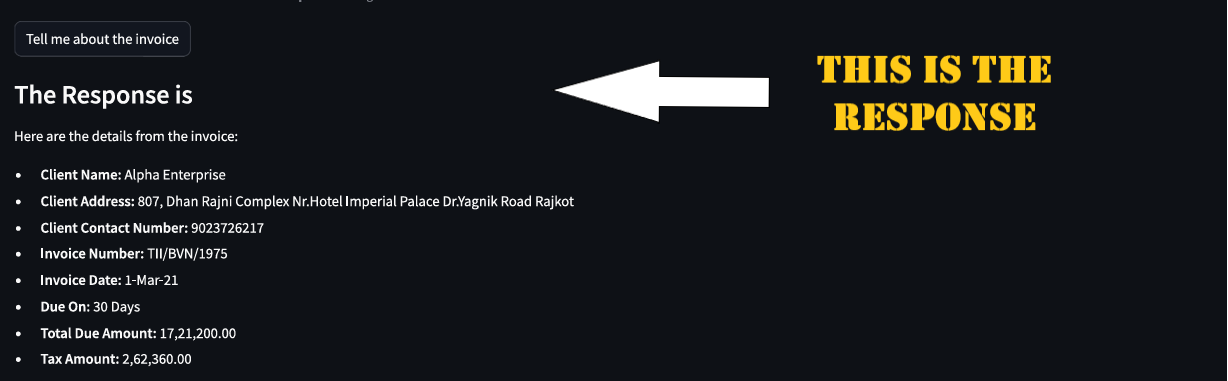 Tell me about the invoice
The Response is
THIS IS THE
RESPONSE
Here are the details from the invoice:
• Client Name: Alpha Enterprise
• Client Address: 807, Dhan Rajni Complex Nr.Hotel Imperial Palace Dr.Yagnik Road Rajkot
• Client Contact Number: 9023726217
• Invoice Number: TII/BVN/1975
• Invoice Date: 1-Mar-21
• Due On: 30 Days
• Total Due Amount: 17,21,200.00
• Tax Amount: 2,62,360.00